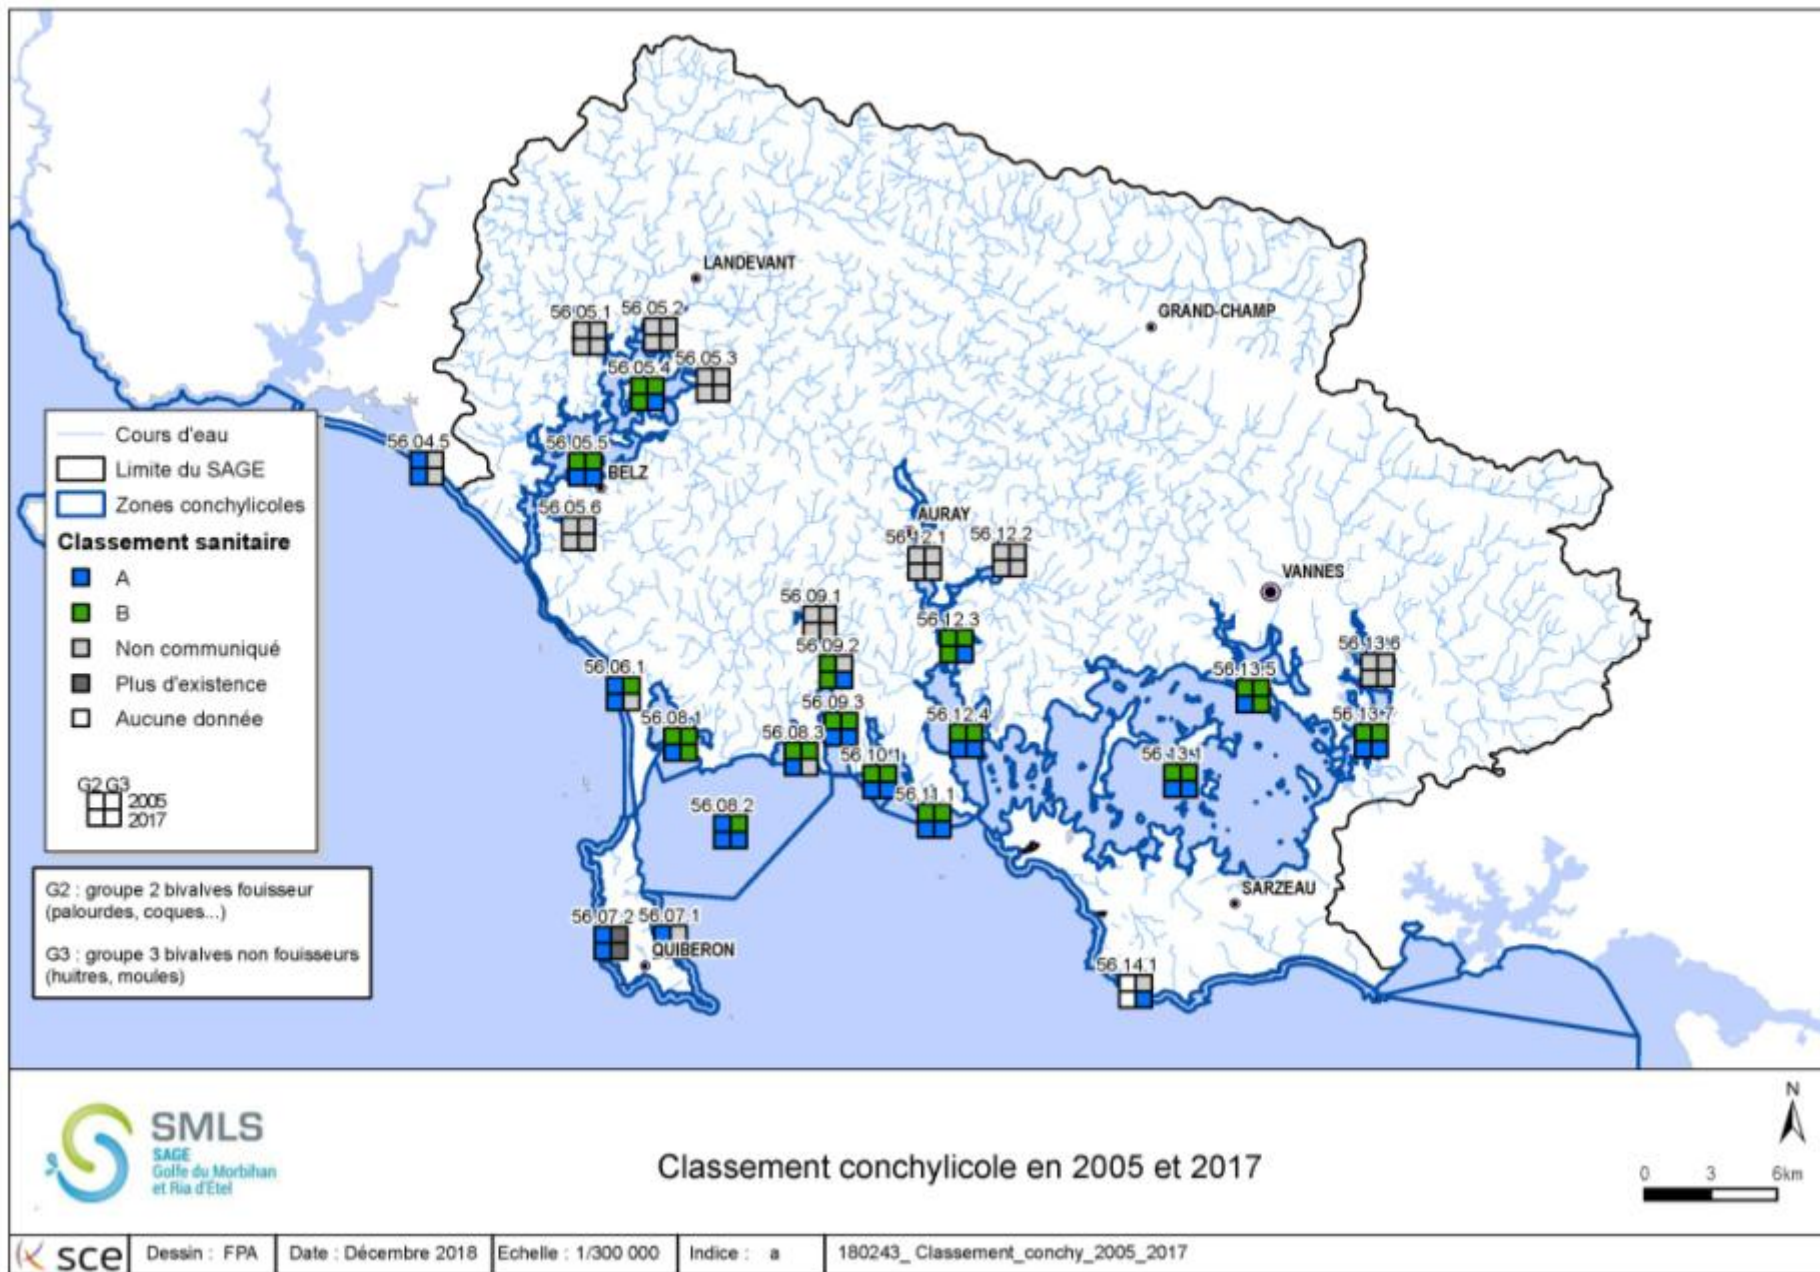 LANDEVANT
GRAND-CHAMP
56.05.1
56.05.2
56.05.3
56.05.4
56.04.5
56.05.5
BELZ
56.05.6
AURAY
56.12.1
56.12.2
VANNES
56.09.1
56.12.3
56.09.2
56.13.6
56.06.1
56.13.5
56.08.1
56.09.3
56.12.4
56.13.7
56.08.3
56.10.1
56.13.1
56.11.1
56.08.2
SARZEAU
56.07.2
56.07.1
QUIBERON
56.14.1
Cours d'eau
Limite du SAGE
Zones conchylicoles
Classement sanitaire
A
B
Non communiqué
Plus d'existence
Aucune donnée
G2 G3
2005
2017
G2 : groupe 2 bivalves fouisseur
(palourdes, coques...)
G3 : groupe 3 bivalves non fouisseurs
(huitres, moules)
SMLS
SAGE
Golfe du Morbihan
et Ria d'Étel
Classement conchylicole en 2005 et 2017
N
0 3 6km
sce
Dessin : FPA
Date : Décembre 2018
Echelle : 1/300 000
Indice : a
180243_ Classement_conchy_2005_2017